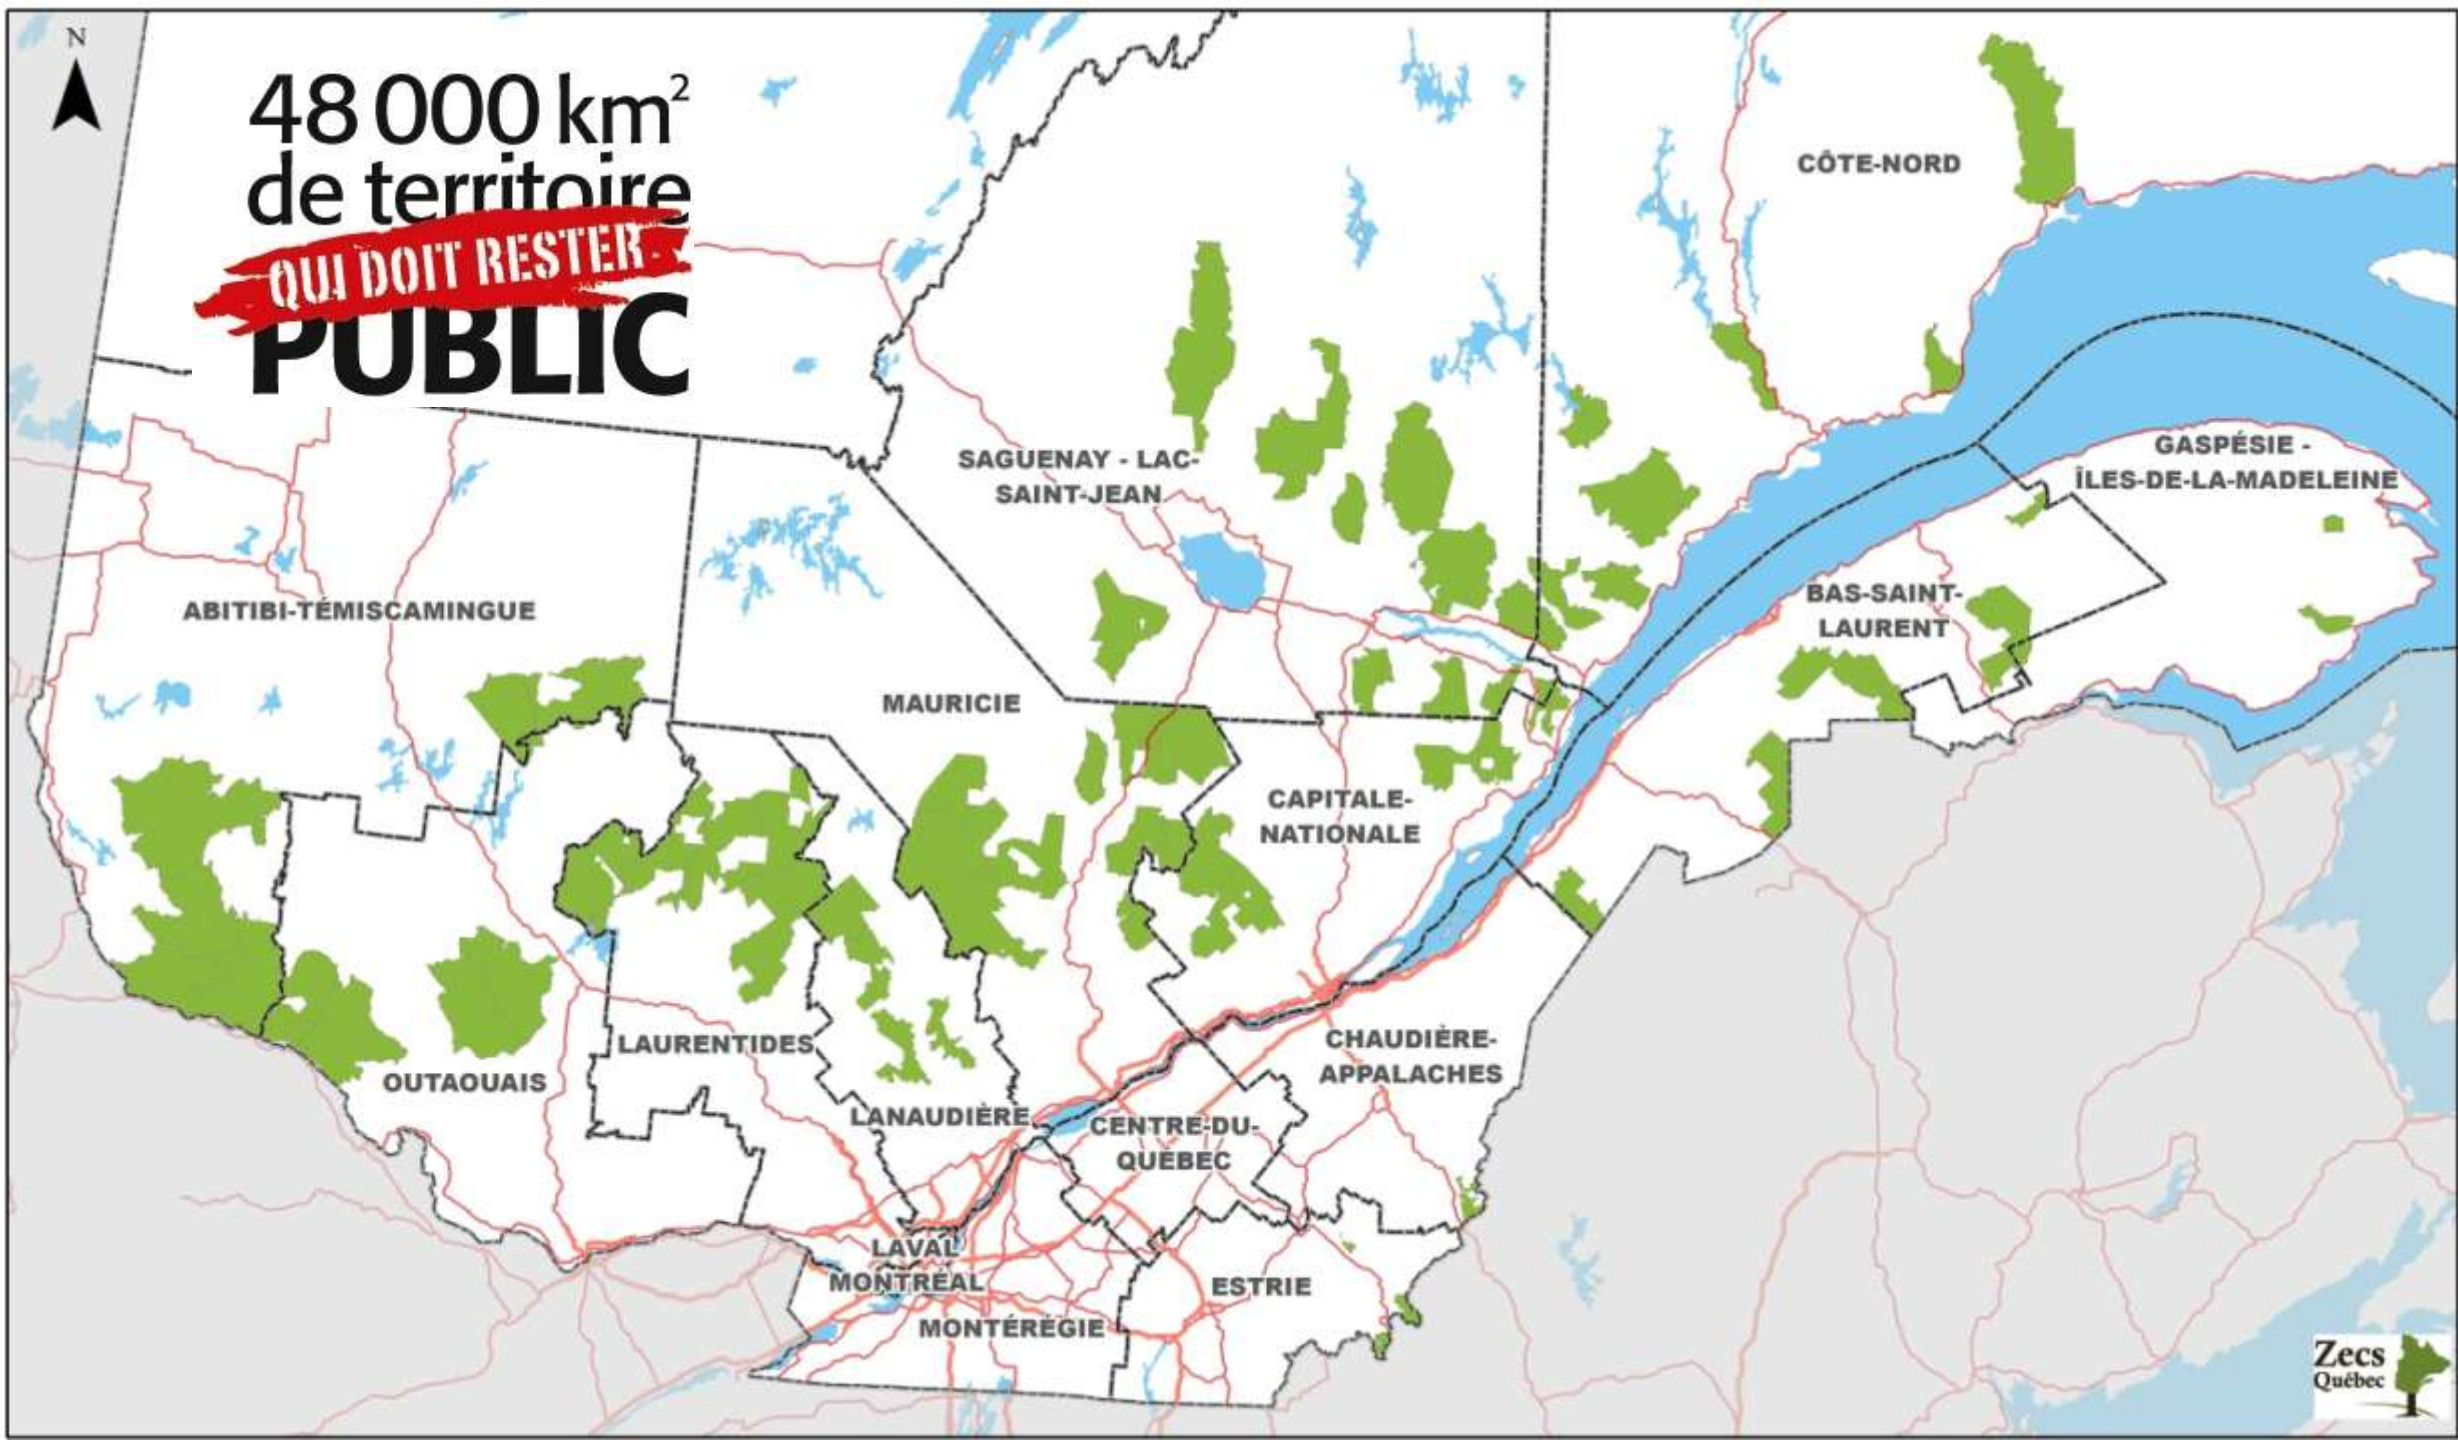 N
48 000 km²
de territoire
QUI DOIT RESTER
PUBLIC
CÔTE-NORD
GASPÉSIE -
ÎLES-DE-LA-MADELEINE
SAGUENAY - LAC-
SAINT-JEAN
BAS-SAINT-
LAURENT
ABITIBI-TÉMISCAMINGUE
MAURICIE
CAPITALE-
NATIONALE
LAURENTIDES
OUTAOUAIS
CHAUDIÈRE-
APPALACHES
LANAUDIÈRE
CENTRE-DU-
QUÉBEC
LAVAL
MONTRÉAL
ESTRIE
MONTÉRÉGIE
Zecs
Québec